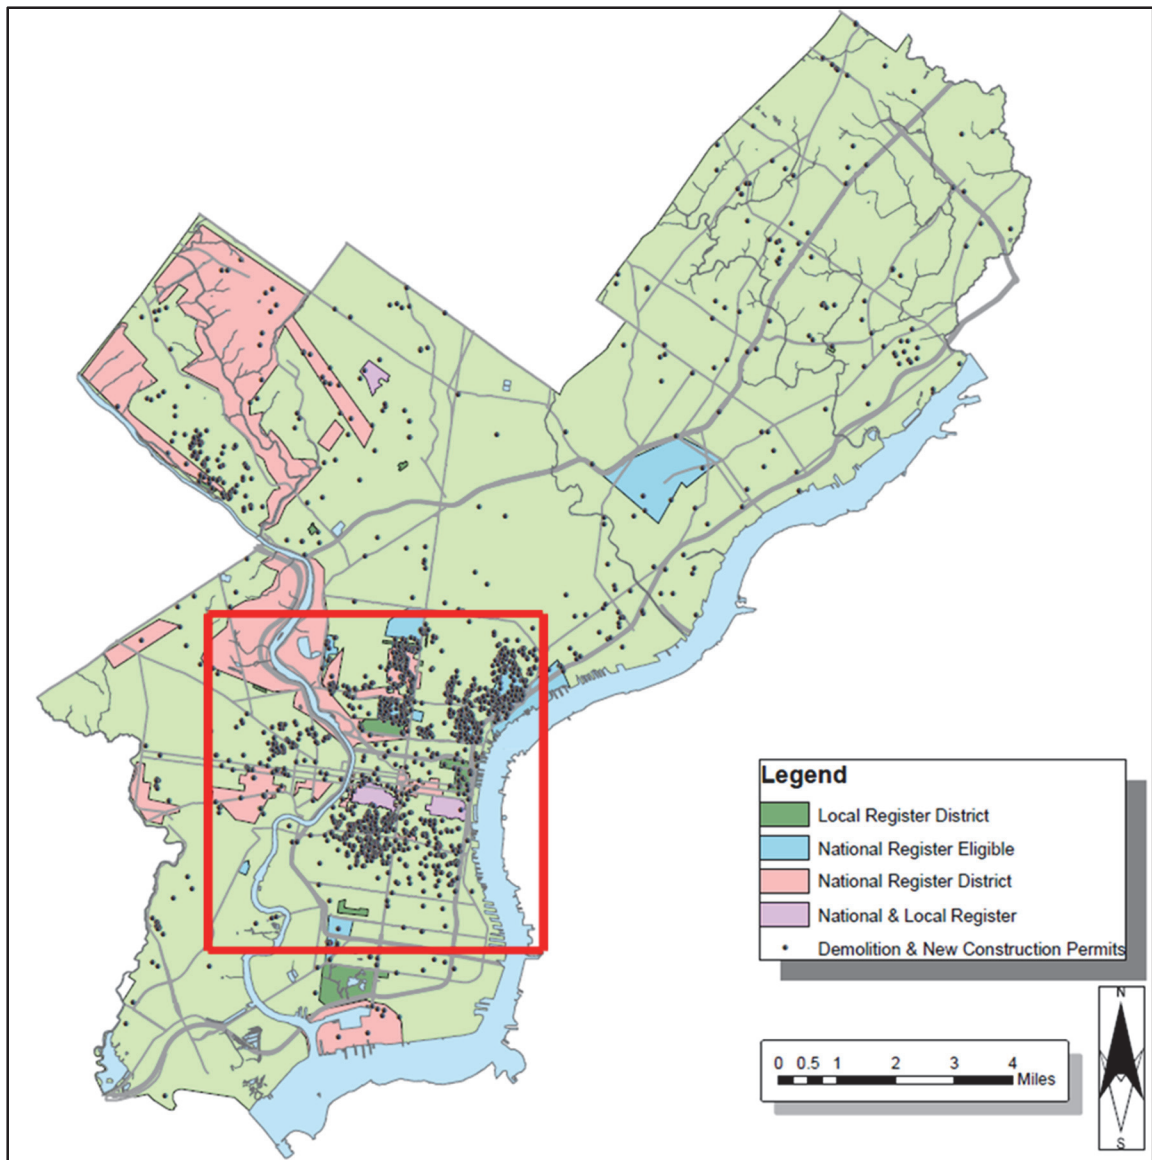 Legend
Local Register District
National Register Eligible
National Register District
National & Local Register
Demolition & New Construction Permits
N
0 0.5 1 2 3 4
Miles
S